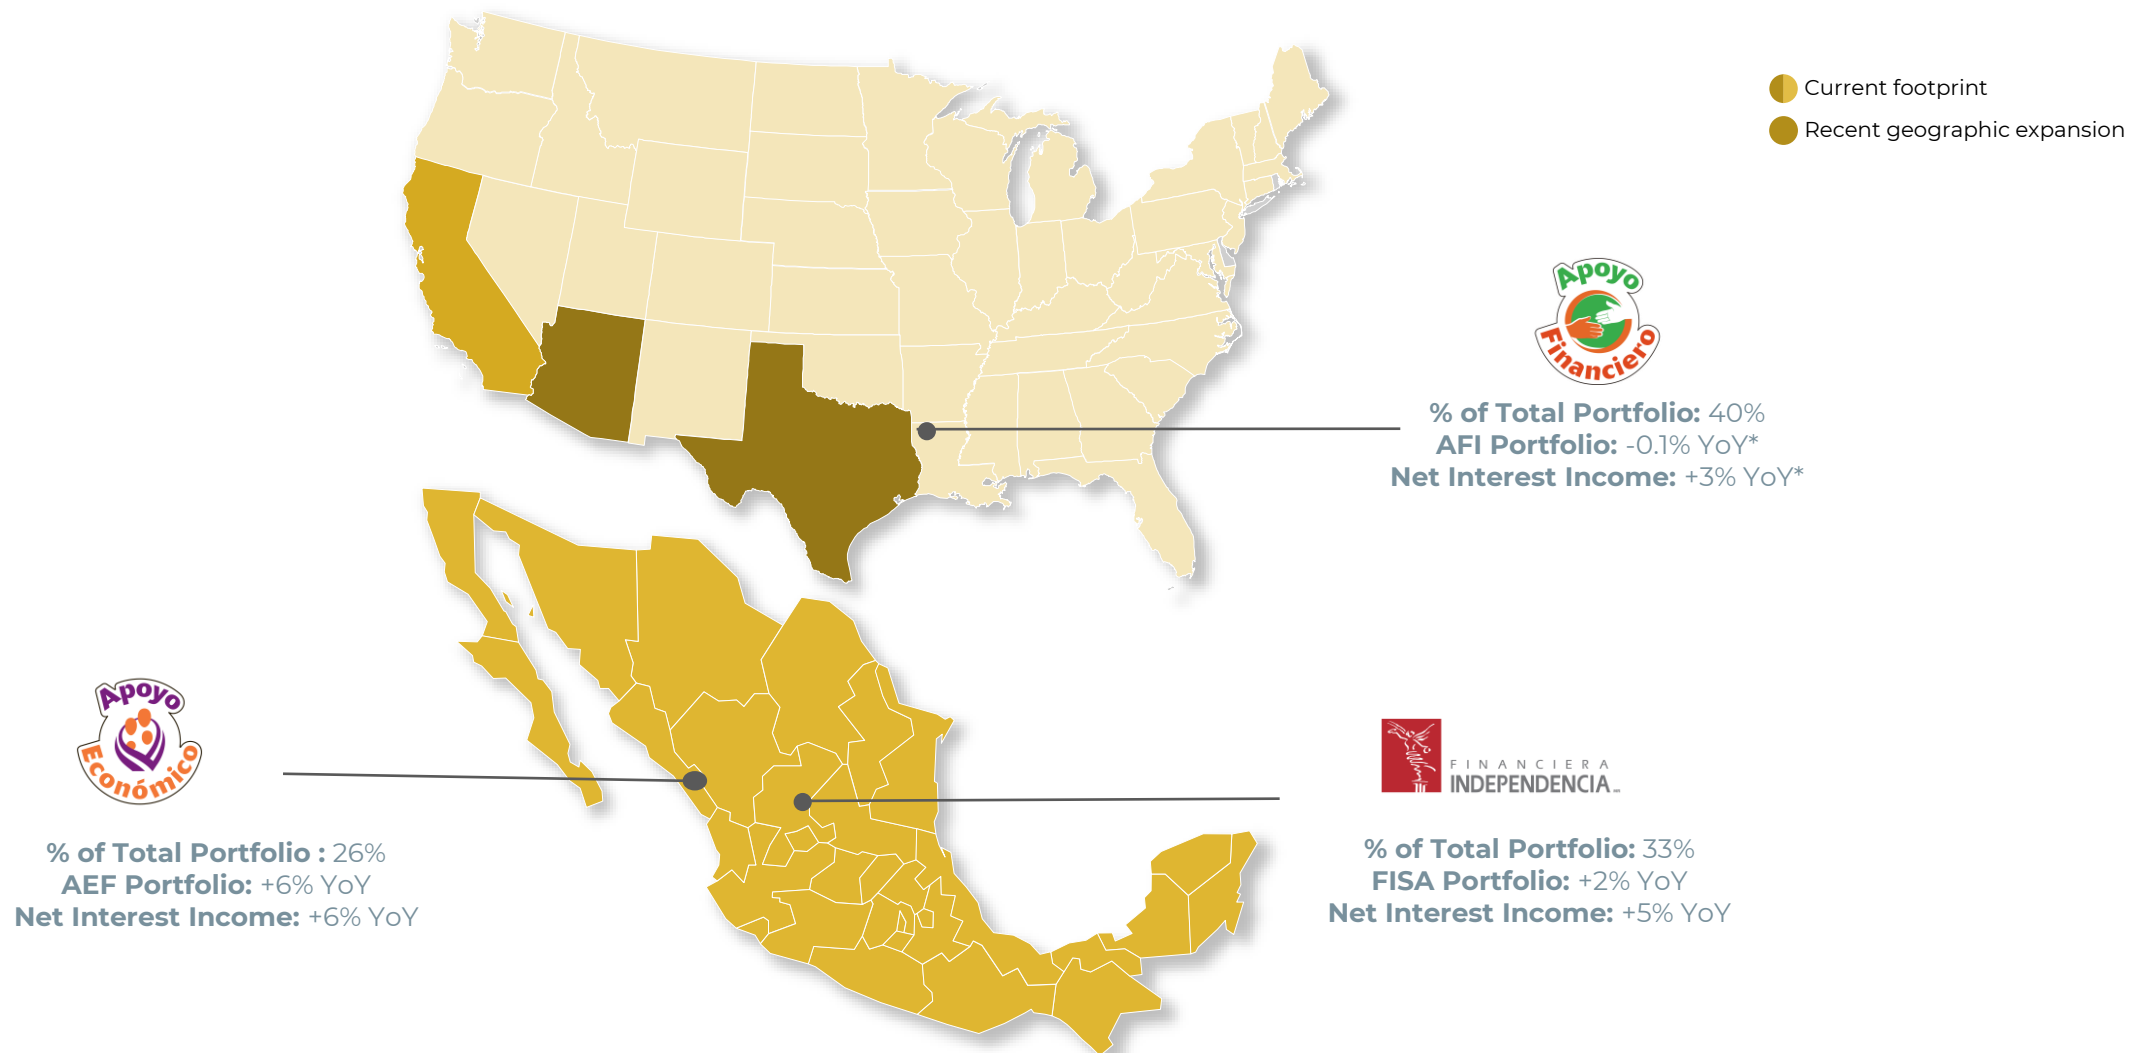 Current footprint
Recent geographic expansion
Apoyo
Financiero
% of Total Portfolio: 40%
AFI Portfolio: -0.1% YoY*
Net Interest Income: +3% YoY*
Apoyo
Económico
% of Total Portfolio : 26%
AEF Portfolio: +6% YoY
Net Interest Income: +6% YoY
FINANCIERA
INDEPENDENCIA
% of Total Portfolio: 33%
FISA Portfolio: +2% YoY
Net Interest Income: +5% YoY